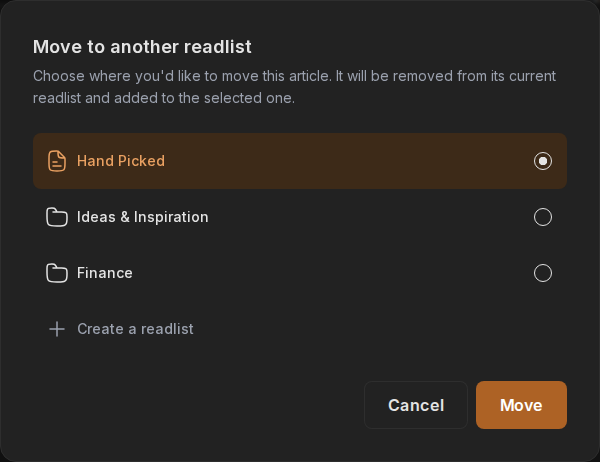 Move to another readlist
Choose where you'd like to move this article. It will be removed from its current
readlist and added to the selected one.
Hand Picked
Ideas & Inspiration
Finance
Create a readlist
Cancel
Move